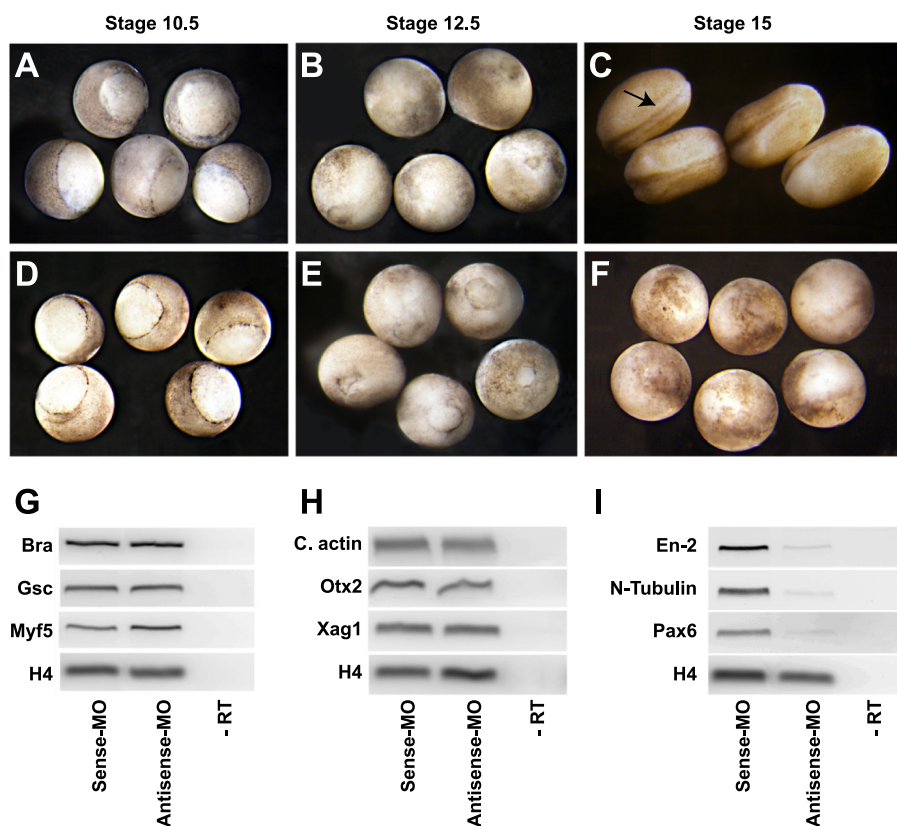 Stage 10.5 Stage 12.5 Stage 15
A B C
D E F
G H I
Bra C. actin En-2
Gsc Otx2 N-Tubulin
Myf5 Xag1 Pax6
H4 H4 H4
Sense-MO Antisense-MO - RT Sense-MO Antisense-MO - RT Sense-MO Antisense-MO - RT